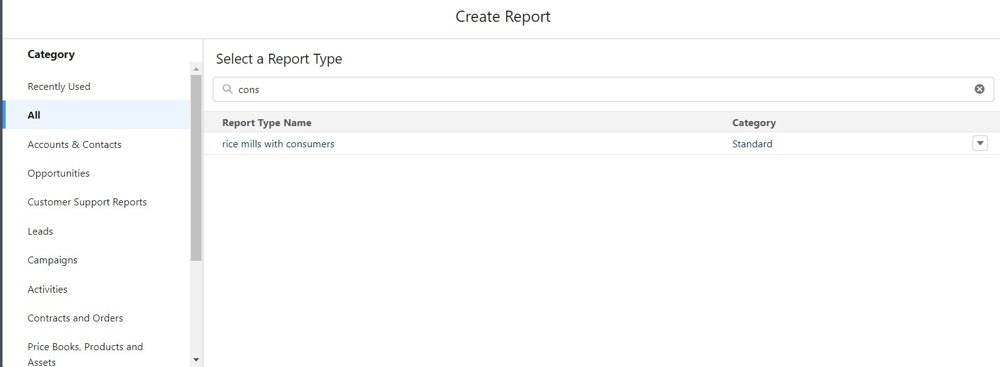 Create Report
Category
Recently Used
All
Accounts & Contacts
Opportunities
Customer Support Reports
Leads
Campaigns
Activities
Contracts and Orders
Price Books, Products and
Assets
Select a Report Type
cons
Report Type Name Category
rice mills with consumers Standard